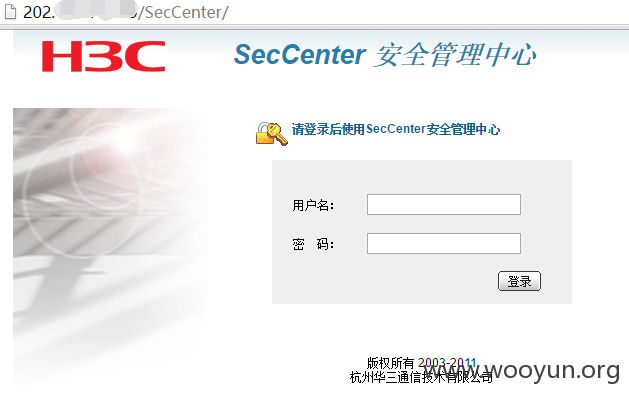 202. /SecCenter/
H3C
SecCenter 安全管理中心
请登录后使用SecCenter安全管理中心
用户名：
密 码：
登录
版权所有 2003-2011
杭州华三通信技术有限公司
www.wooyun.org